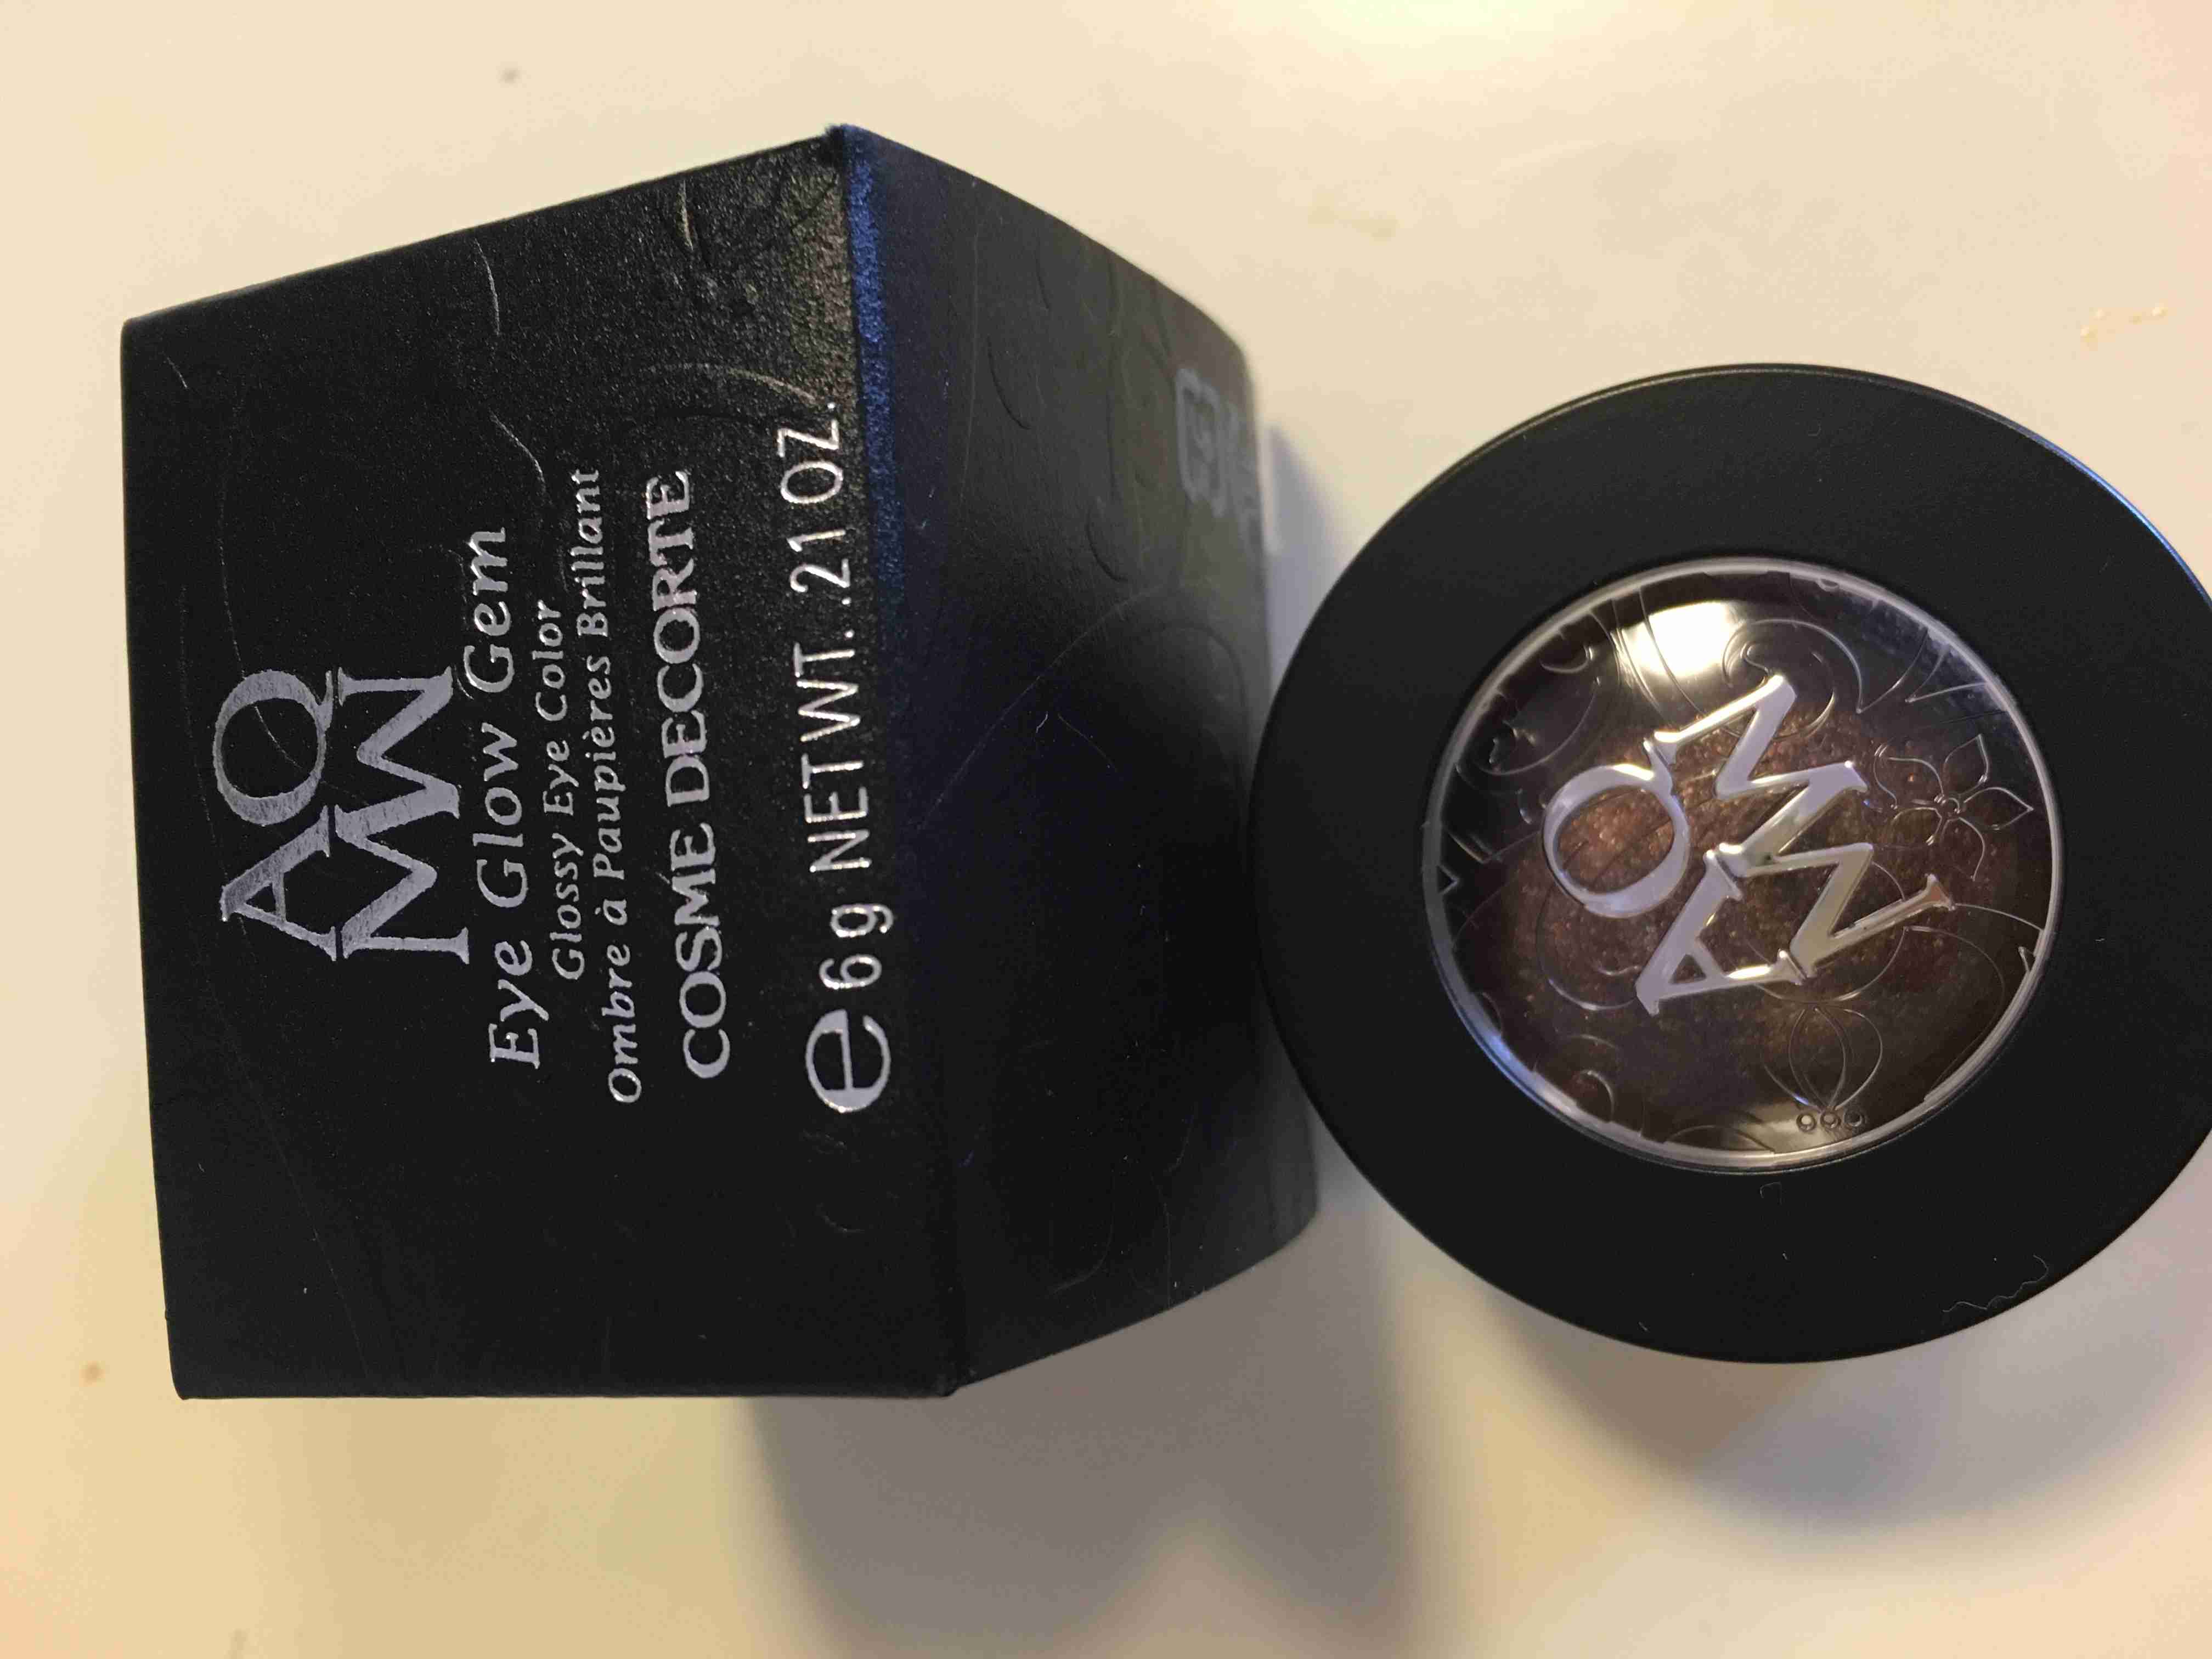 AQ
MW
Eye Glow Gem
Glossy Eye Color
Ombre à Paupières Brillant
COSME DECORTE
e 6g NET WT. .21 OZ.
AQ
MW